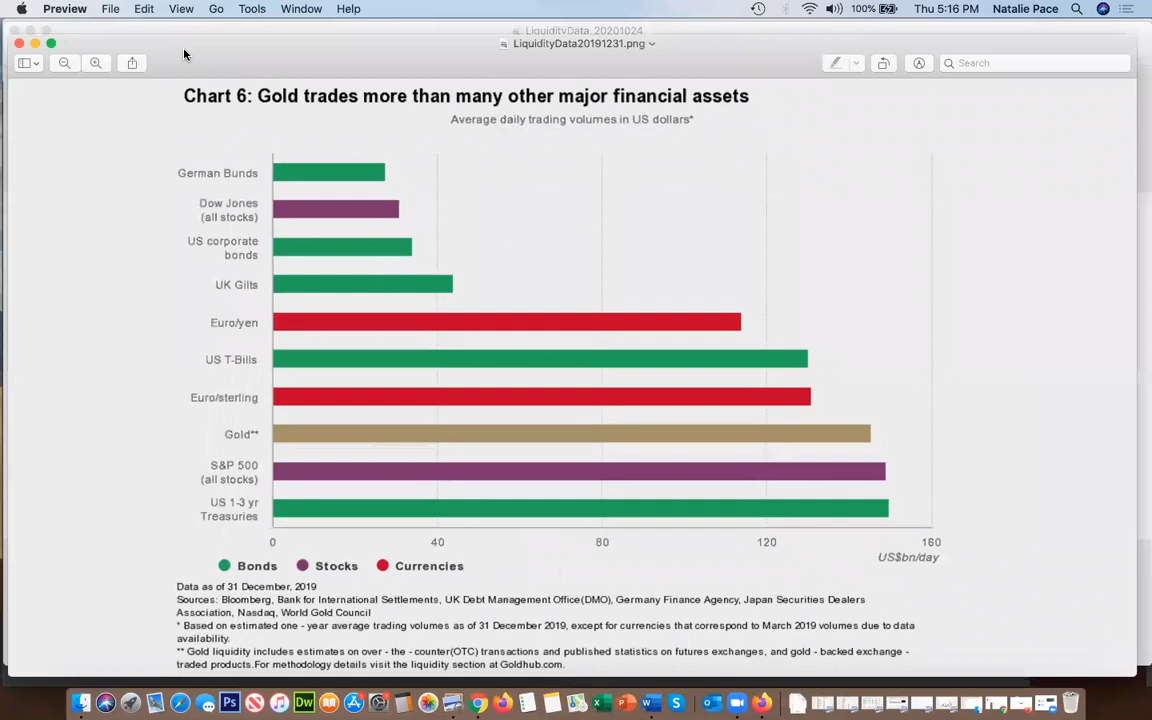 Preview File Edit View Go Tools Window Help 100% Thu 5:16 PM Natalie Pace
LiquidityData_20201024
LiquidityData20191231.png
Search
Chart 6: Gold trades more than many other major financial assets
Average daily trading volumes in US dollars*
German Bunds
Dow Jones
(all stocks)
US corporate
bonds
UK Gilts
Euro/yen
US T-Bills
Euro/sterling
Gold**
S&P 500
(all stocks)
US 1-3 yr
Treasuries
0 40 80 120 160
US$bn/day
Bonds Stocks Currencies
Data as of 31 December, 2019
Sources: Bloomberg, Bank for International Settlements, UK Debt Management Office(DMO), Germany Finance Agency, Japan Securities Dealers
Association, Nasdaq, World Gold Council
* Based on estimated one - year average trading volumes as of 31 December 2019, except for currencies that correspond to March 2019 volumes due to data
availability.
** Gold liquidity includes estimates on over - the - counter(OTC) transactions and published statistics on futures exchanges, and gold - backed exchange -
traded products.For methodology details visit the liquidity section at Goldhub.com.
Ps Dw